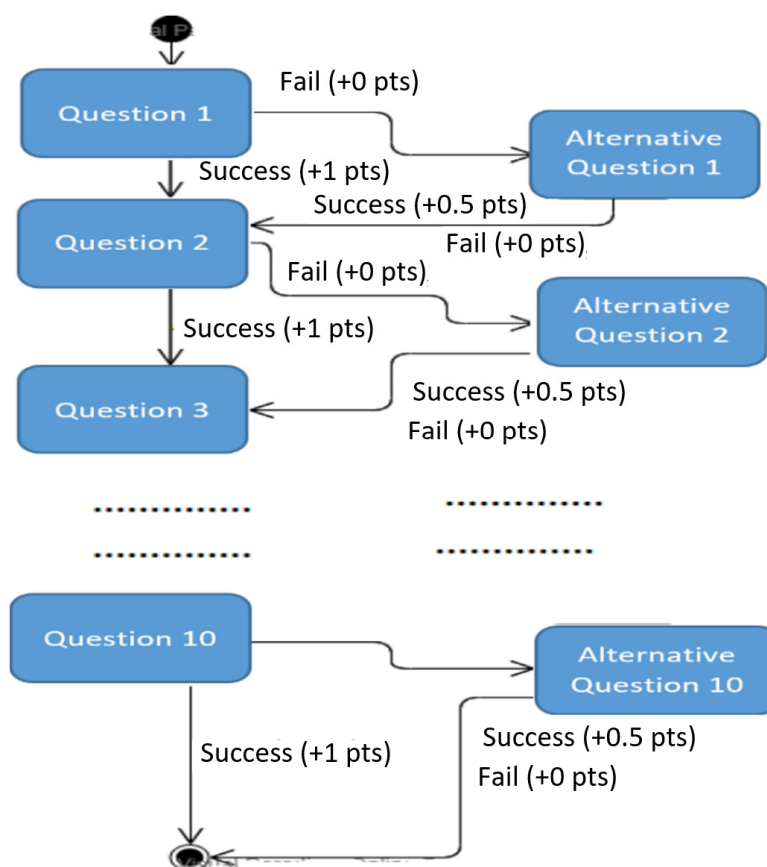 Fail (+0 pts)
Question 1
Alternative
Question 1
Success (+1 pts)
Success (+0.5 pts)
Fail (+0 pts)
Question 2
Fail (+0 pts)
Alternative
Question 2
Success (+1 pts)
Success (+0.5 pts)
Question 3
Fail (+0 pts)
Question 10
Alternative
Question 10
Success (+1 pts)
Success (+0.5 pts)
Fail (+0 pts)